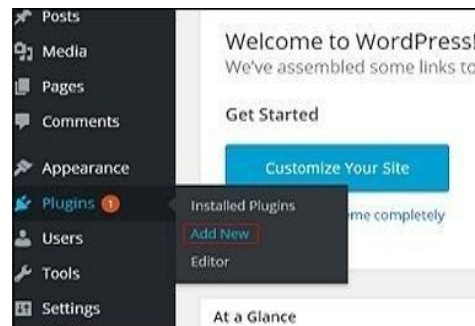 Posts
Media
Pages
Comments
Appearance
Plugins 1
Users
Tools
Settings
Installed Plugins
Add New
Editor
Welcome to WordPress!
We've assembled some links to
Get Started
Customize Your Site
me completely
At a Glance